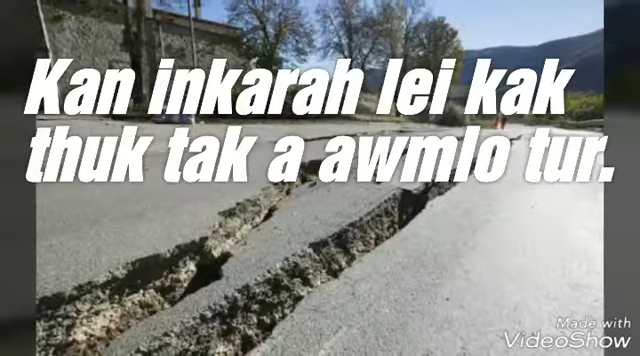 Kan inkarah lei kak
thuk tak a awmlo tur.
Made with
VideoShow